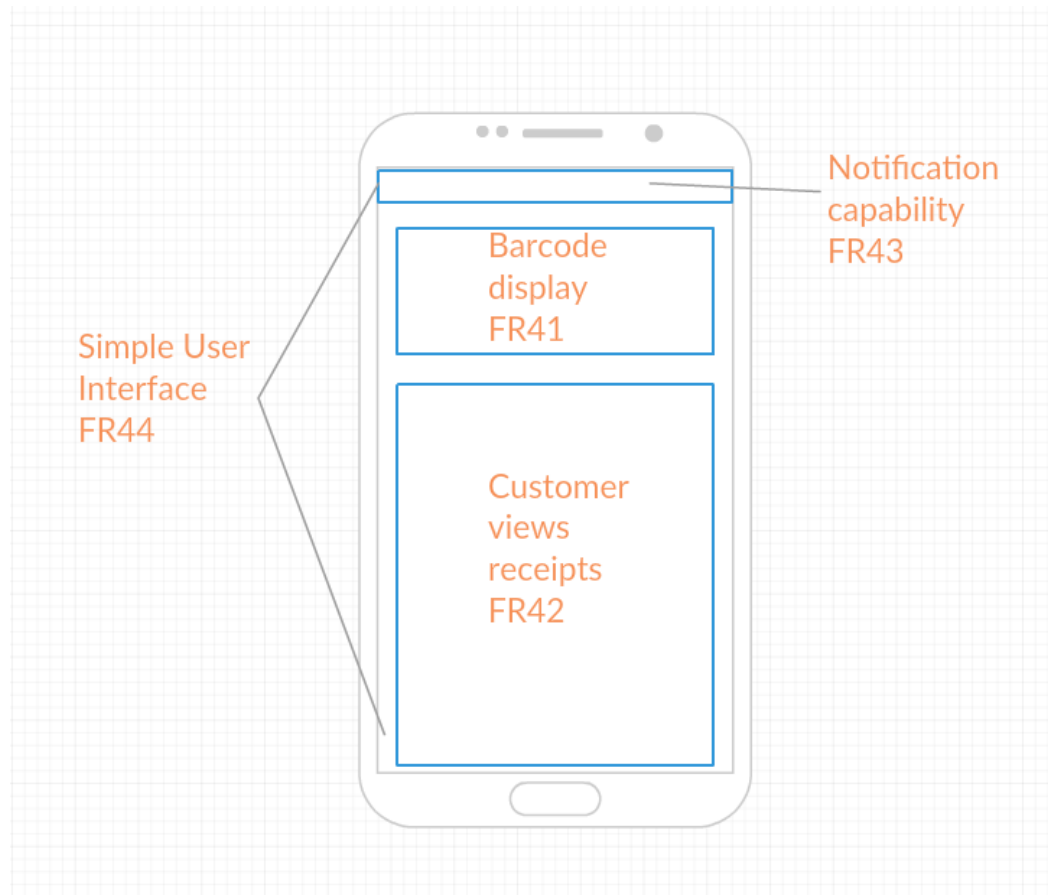 Notification
capability
FR43
Barcode
display
FR41
Simple User
Interface
FR44
Customer
views
receipts
FR42